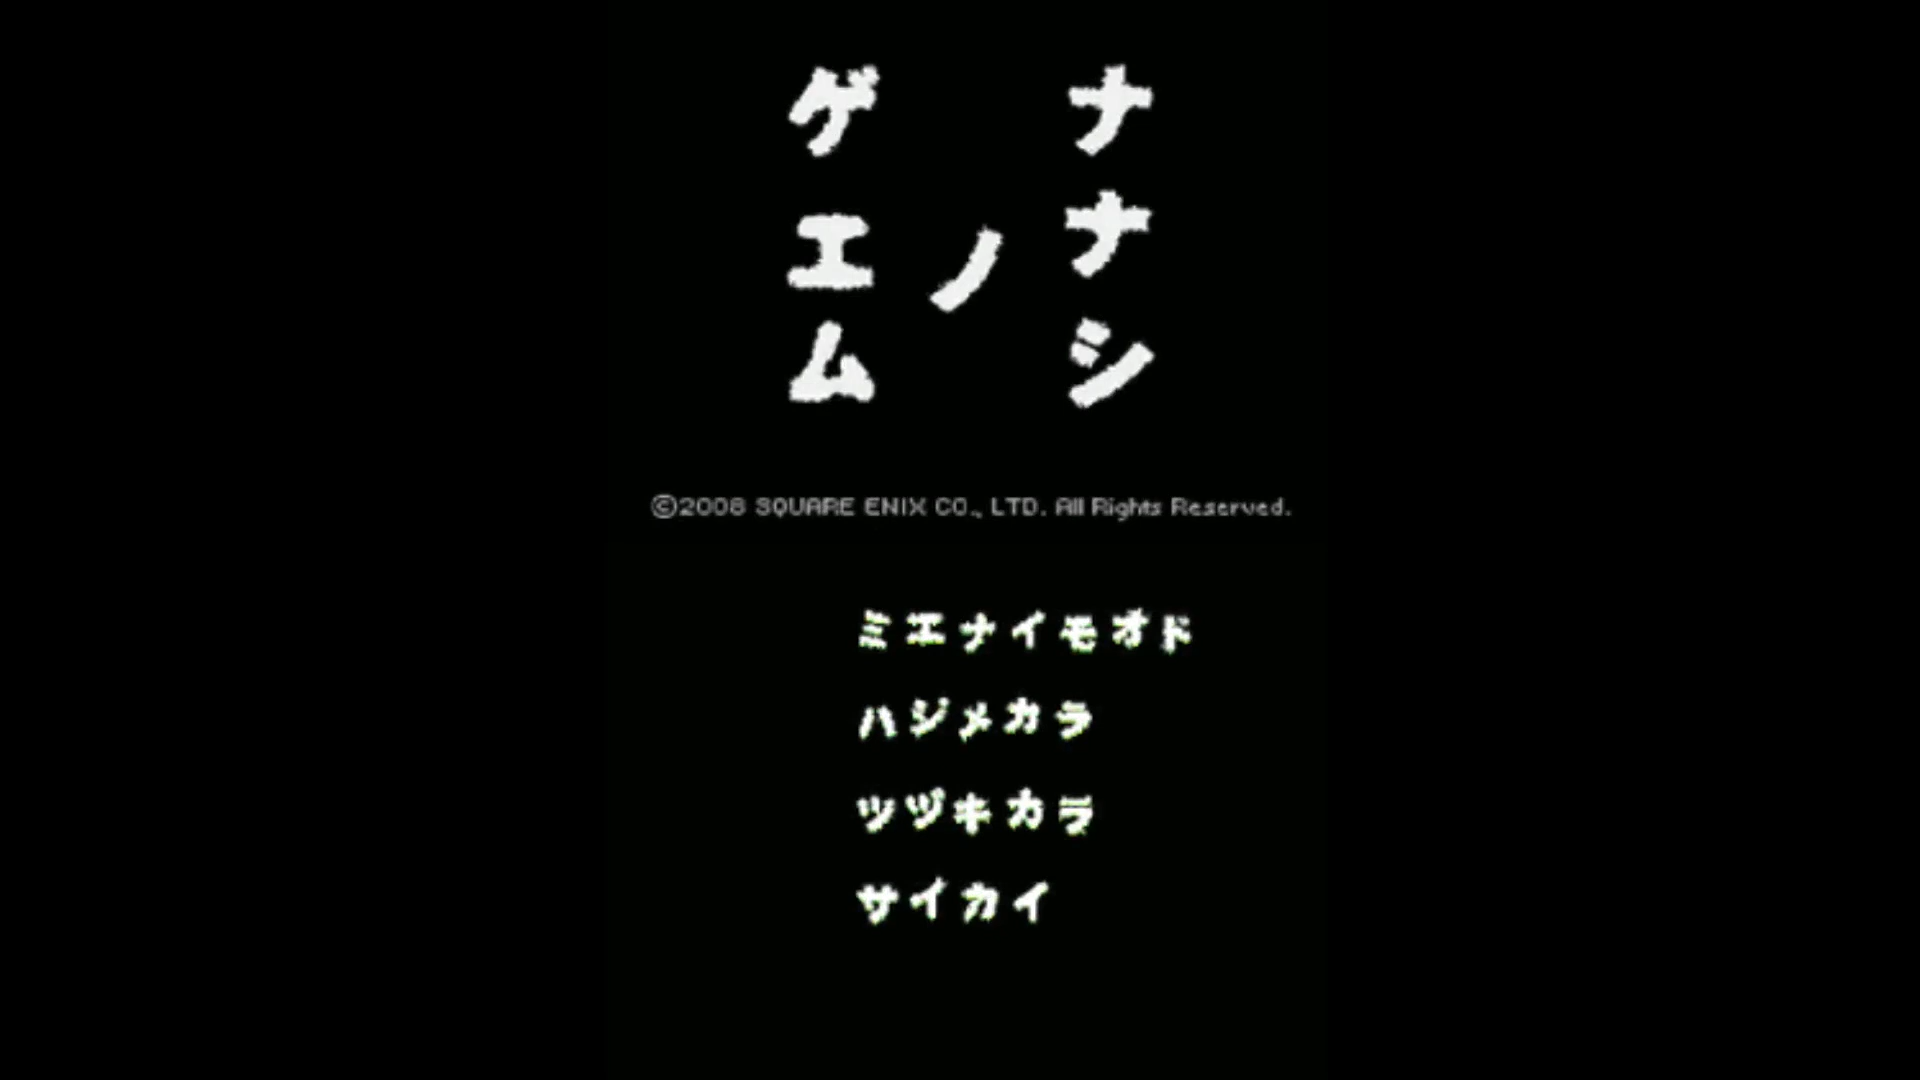 ナナシ
ノ
ゲエム
©2008 SQUARE ENIX CO., LTD. All Rights Reserved.
ミエナイモオド
ハジメカラ
ツヅキカラ
サイカイ